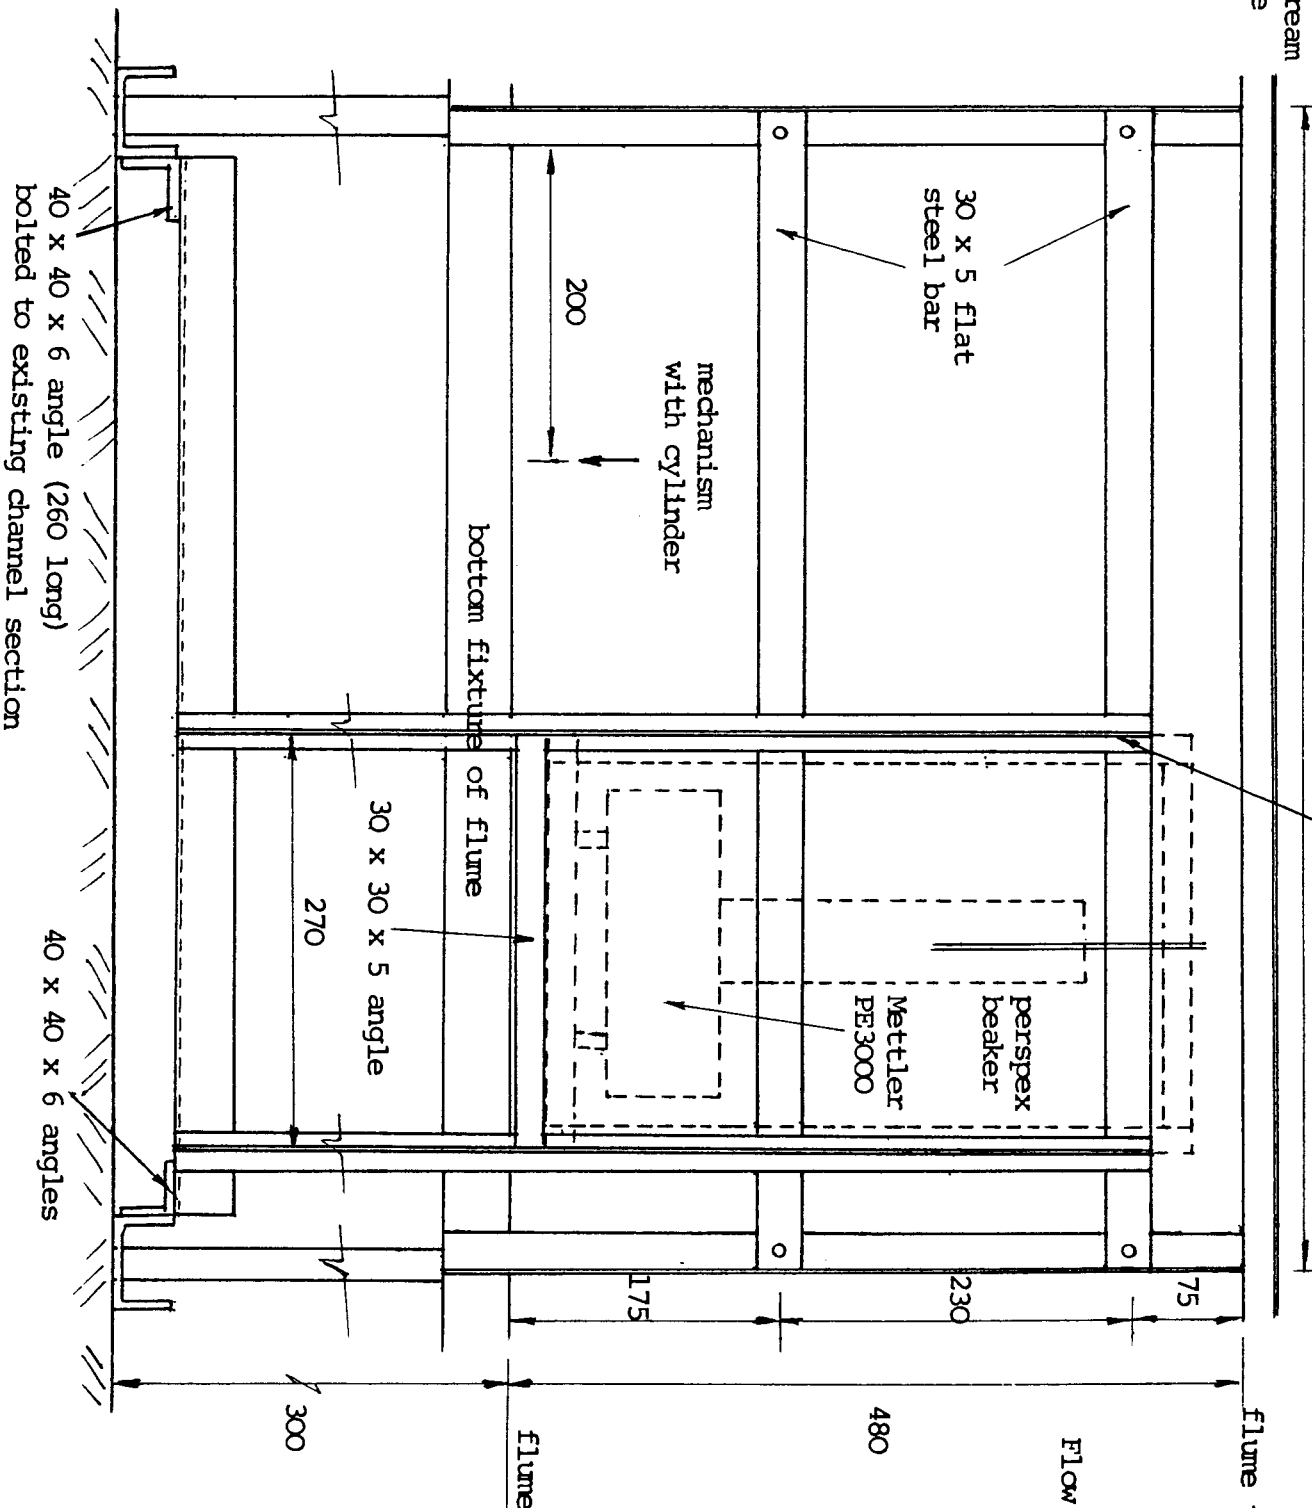 ream
e
flume
Flow
30 x 5 flat
steel bar
mechanism
with cylinder
200
perspex
beaker
Mettler
PE3000
75
230
175
480
flume
bottom fixture of flume
30 x 30 x 5 angle
270
300
40 x 40 x 6 angle (260 long)
bolted to existing channel section
40 x 40 x 6 angles